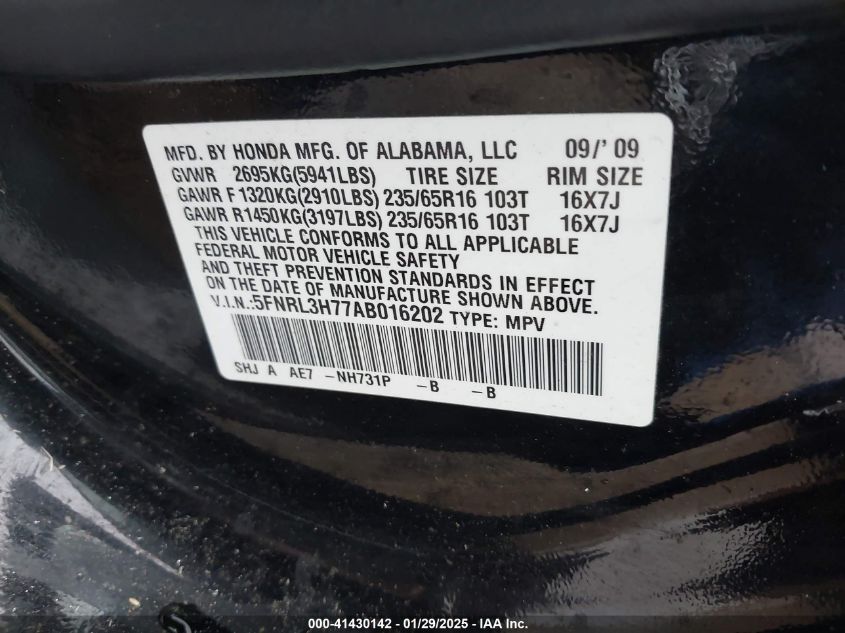 MFD. BY HONDA MFG. OF ALABAMA, LLC 09/'09
GVWR 2695KG(5941LBS) TIRE SIZE RIM SIZE
GAWR F1320KG(2910LBS) 235/65R16 103T 16X7J
GAWR R1450KG(3197LBS) 235/65R16 103T 16X7J
THIS VEHICLE CONFORMS TO ALL APPLICABLE
FEDERAL MOTOR VEHICLE SAFETY
AND THEFT PREVENTION STANDARDS IN EFFECT
ON THE DATE OF MANUFACTURE SHOWN ABOVE.
V.I.N.:5FNRL3H77AB016202 TYPE: MPV
SHJ A AE7 -NH731P -B -B
000-41430142 | 01/29/2025 - IAA Inc.